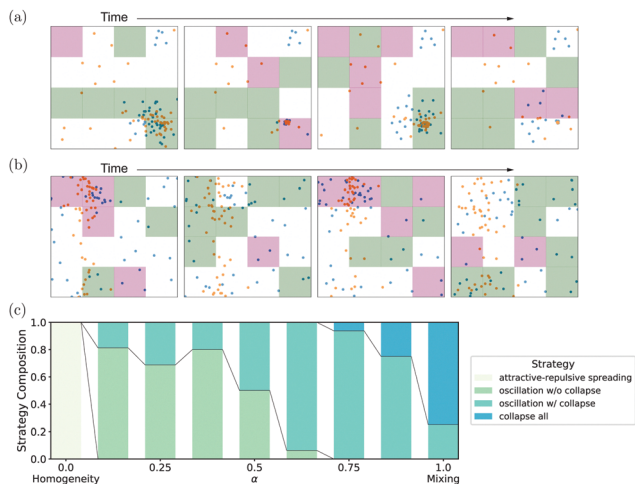 (a)
Time
(b)
Time
(c)
Strategy Composition
1.0
0.8
0.6
0.4
0.2
0.0
0.0 0.25 0.5 0.75 1.0
Homogeneity α Mixing
Strategy
attractive-repulsive spreading
oscillation w/o collapse
oscillation w/ collapse
collapse all